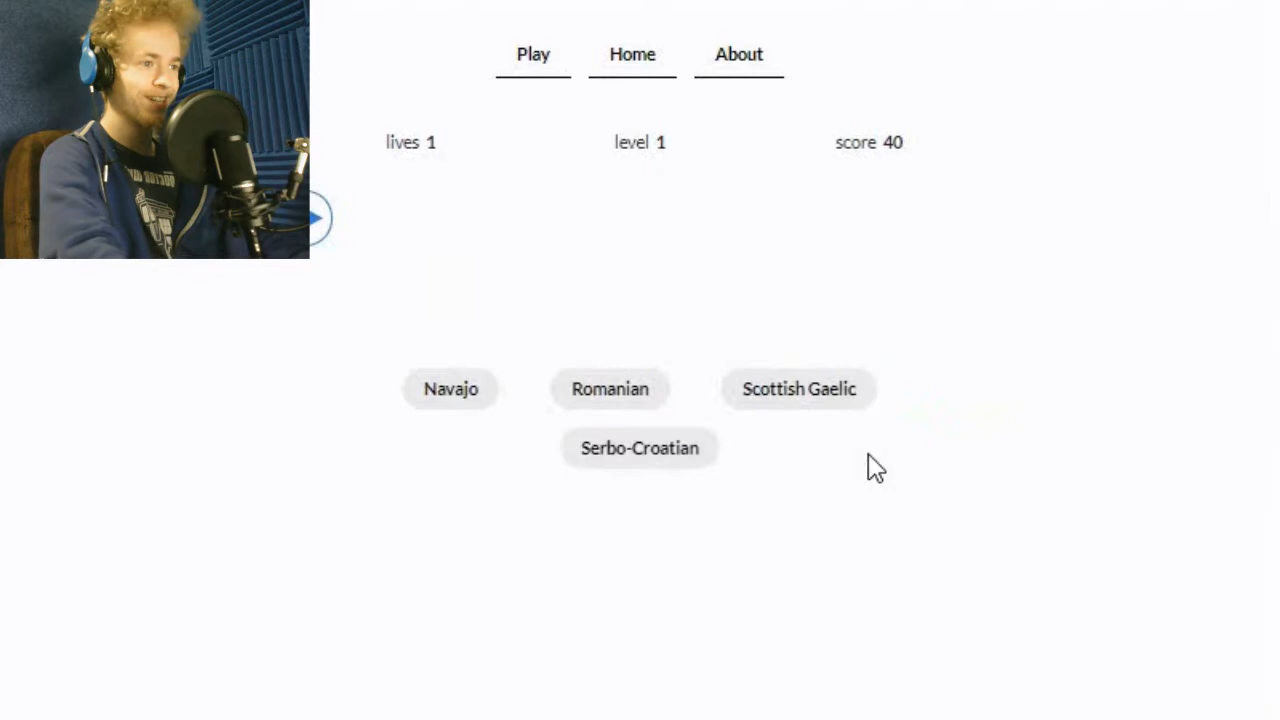 Play Home About
lives 1 level 1 score 40
Navajo Romanian Scottish Gaelic
Serbo-Croatian